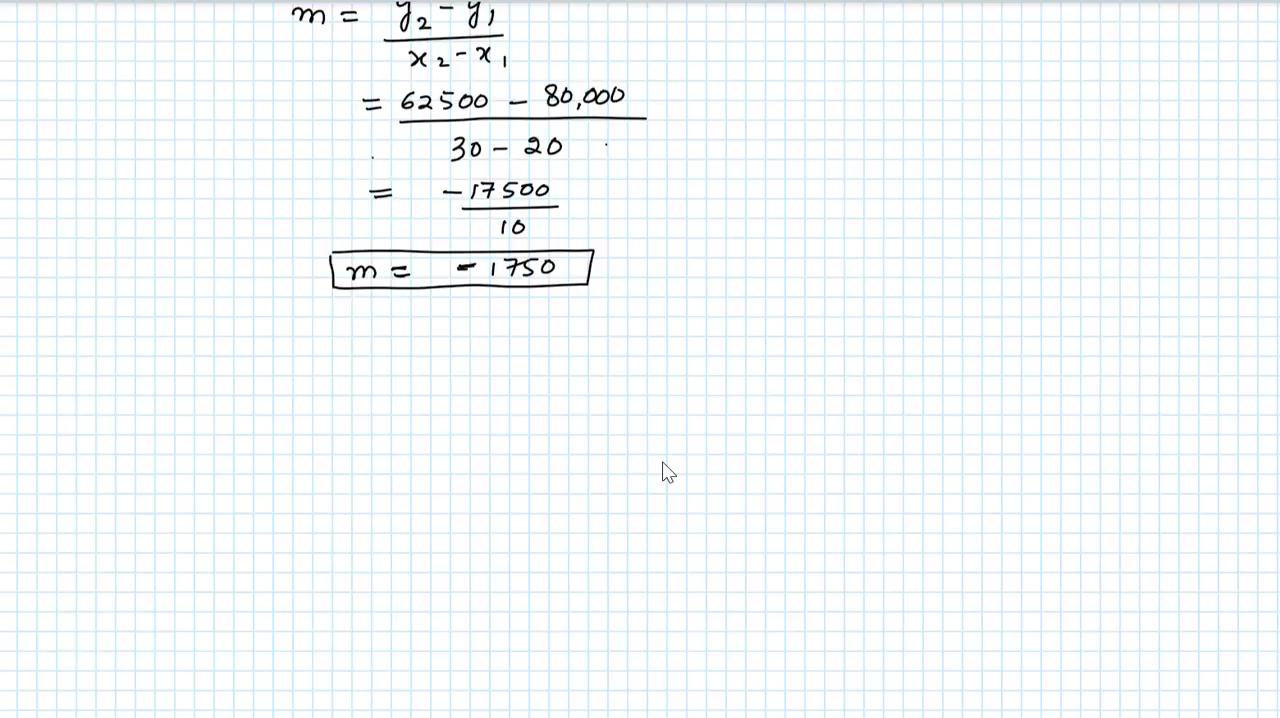 m = y₂ - y₁
x₂ - x₁
= 62500 - 80,000
30 - 20
= -17500
10
m = -1750